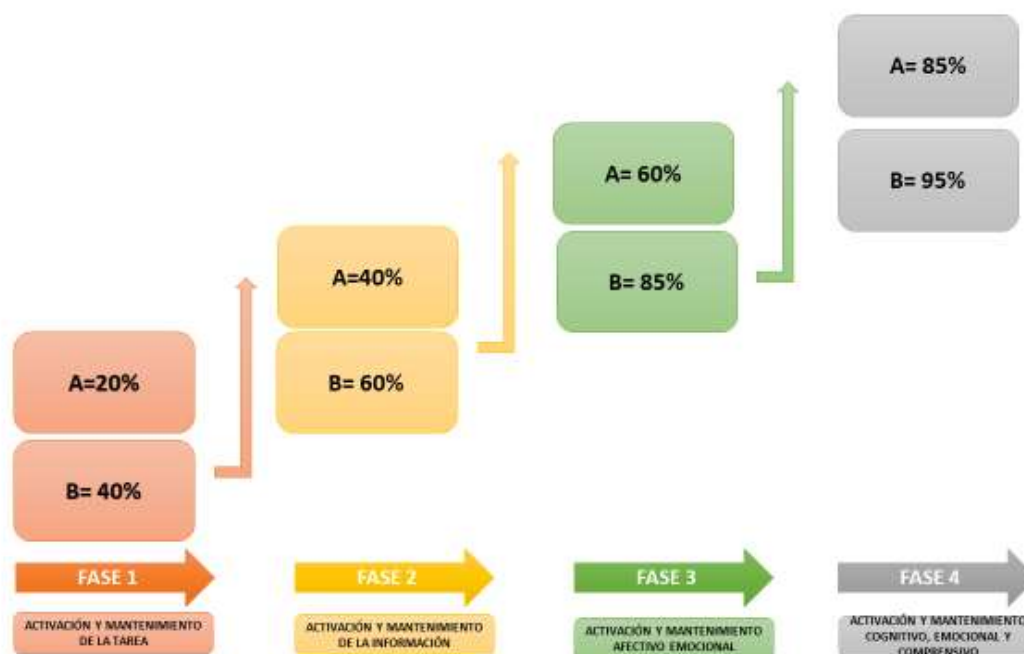 A=20%
B= 40%
FASE 1
ACTIVACIÓN Y MANTENIMIENTO
DE LA TAREA
A=40%
B= 60%
FASE 2
ACTIVACIÓN Y MANTENIMIENTO
DE LA INFORMACIÓN
A= 60%
B= 85%
FASE 3
ACTIVACIÓN Y MANTENIMIENTO
AFECTIVO EMOCIONAL
A= 85%
B= 95%
FASE 4
ACTIVACIÓN Y MANTENIMIENTO
COGNITIVO, EMOCIONAL Y
COMPRENSIVO